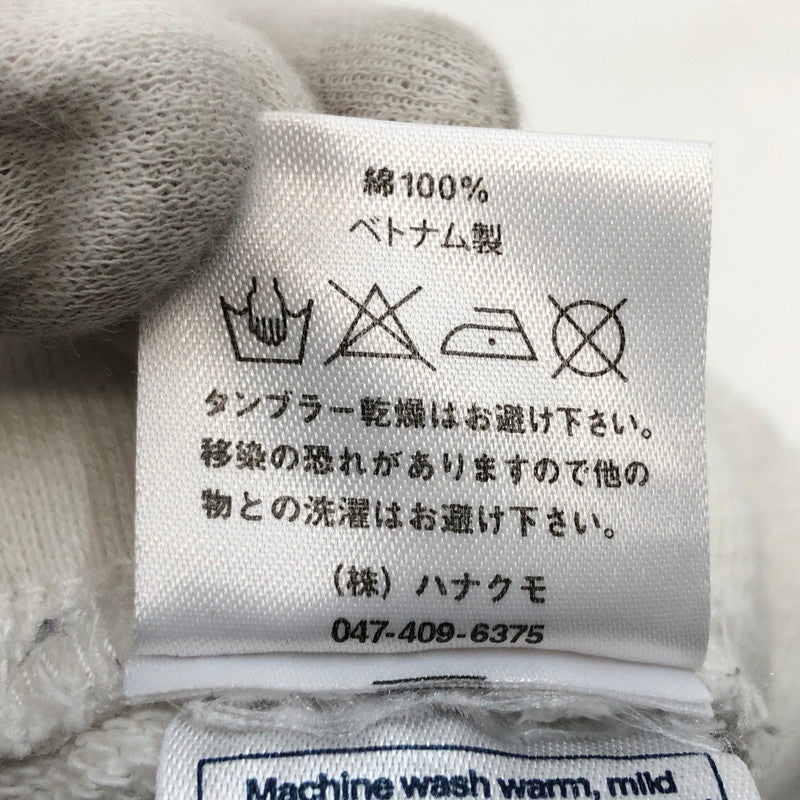 綿100%
ベトナム製
タンブラー乾燥はお避け下さい。
移染の恐れがありますので他の
物との洗濯はお避け下さい。
(株) ハナクモ
047-409-6375
Machine wash warm, mild